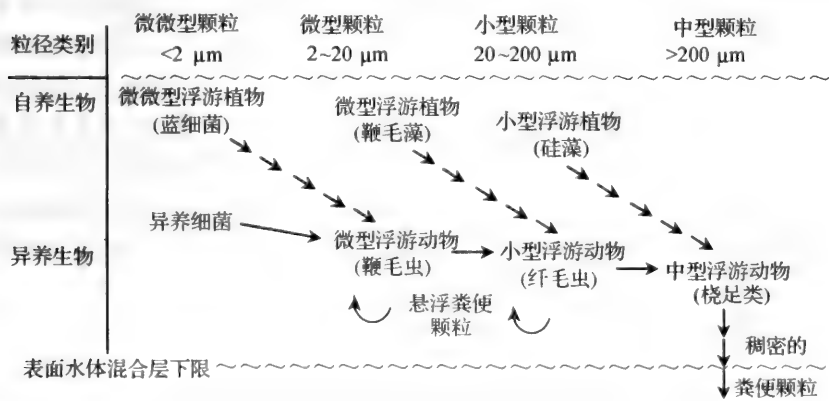 微微型颗粒 微型颗粒 小型颗粒 中型颗粒
粒径类别
<2 μm 2~20 μm 20~200 μm >200 μm
自养生物
微微型浮游植物 微型浮游植物 小型浮游植物
(蓝细菌) (鞭毛藻) (硅藻)
异养细菌
异养生物
微型浮游动物 小型浮游动物 中型浮游动物
(鞭毛虫) (纤毛虫) (桡足类)
悬浮粪便
颗粒
稠密的
表面水体混合层下限
粪便颗粒